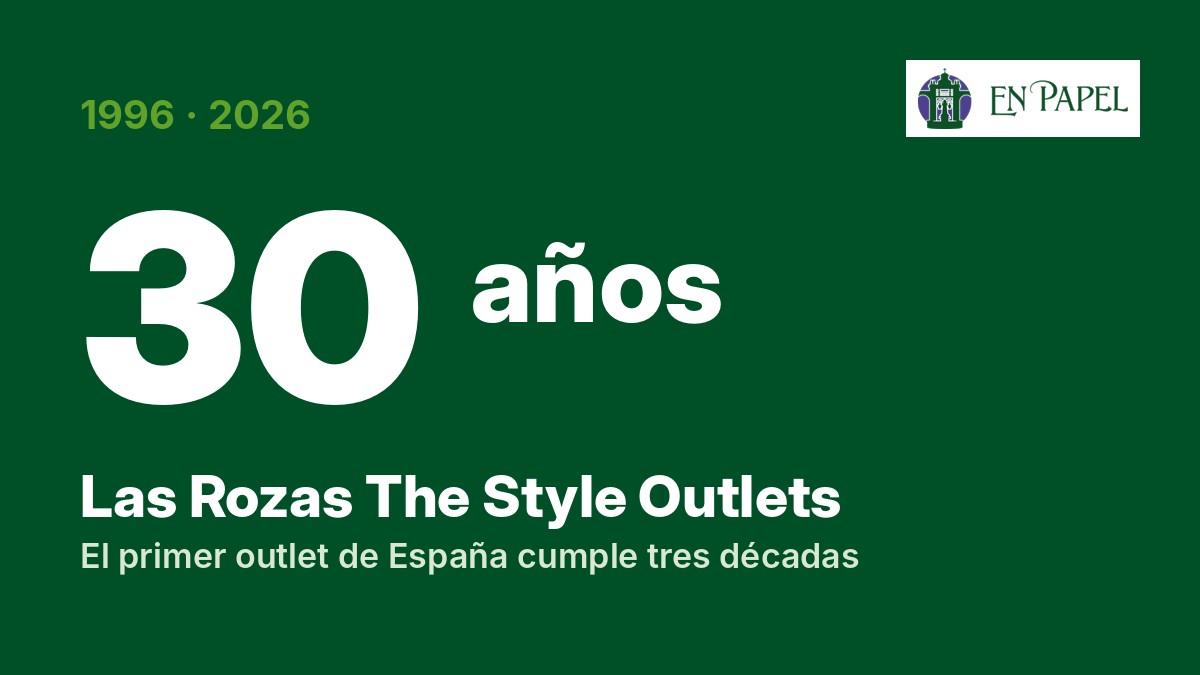 1996 · 2026
EN PAPEL
30 años
Las Rozas The Style Outlets
El primer outlet de España cumple tres décadas